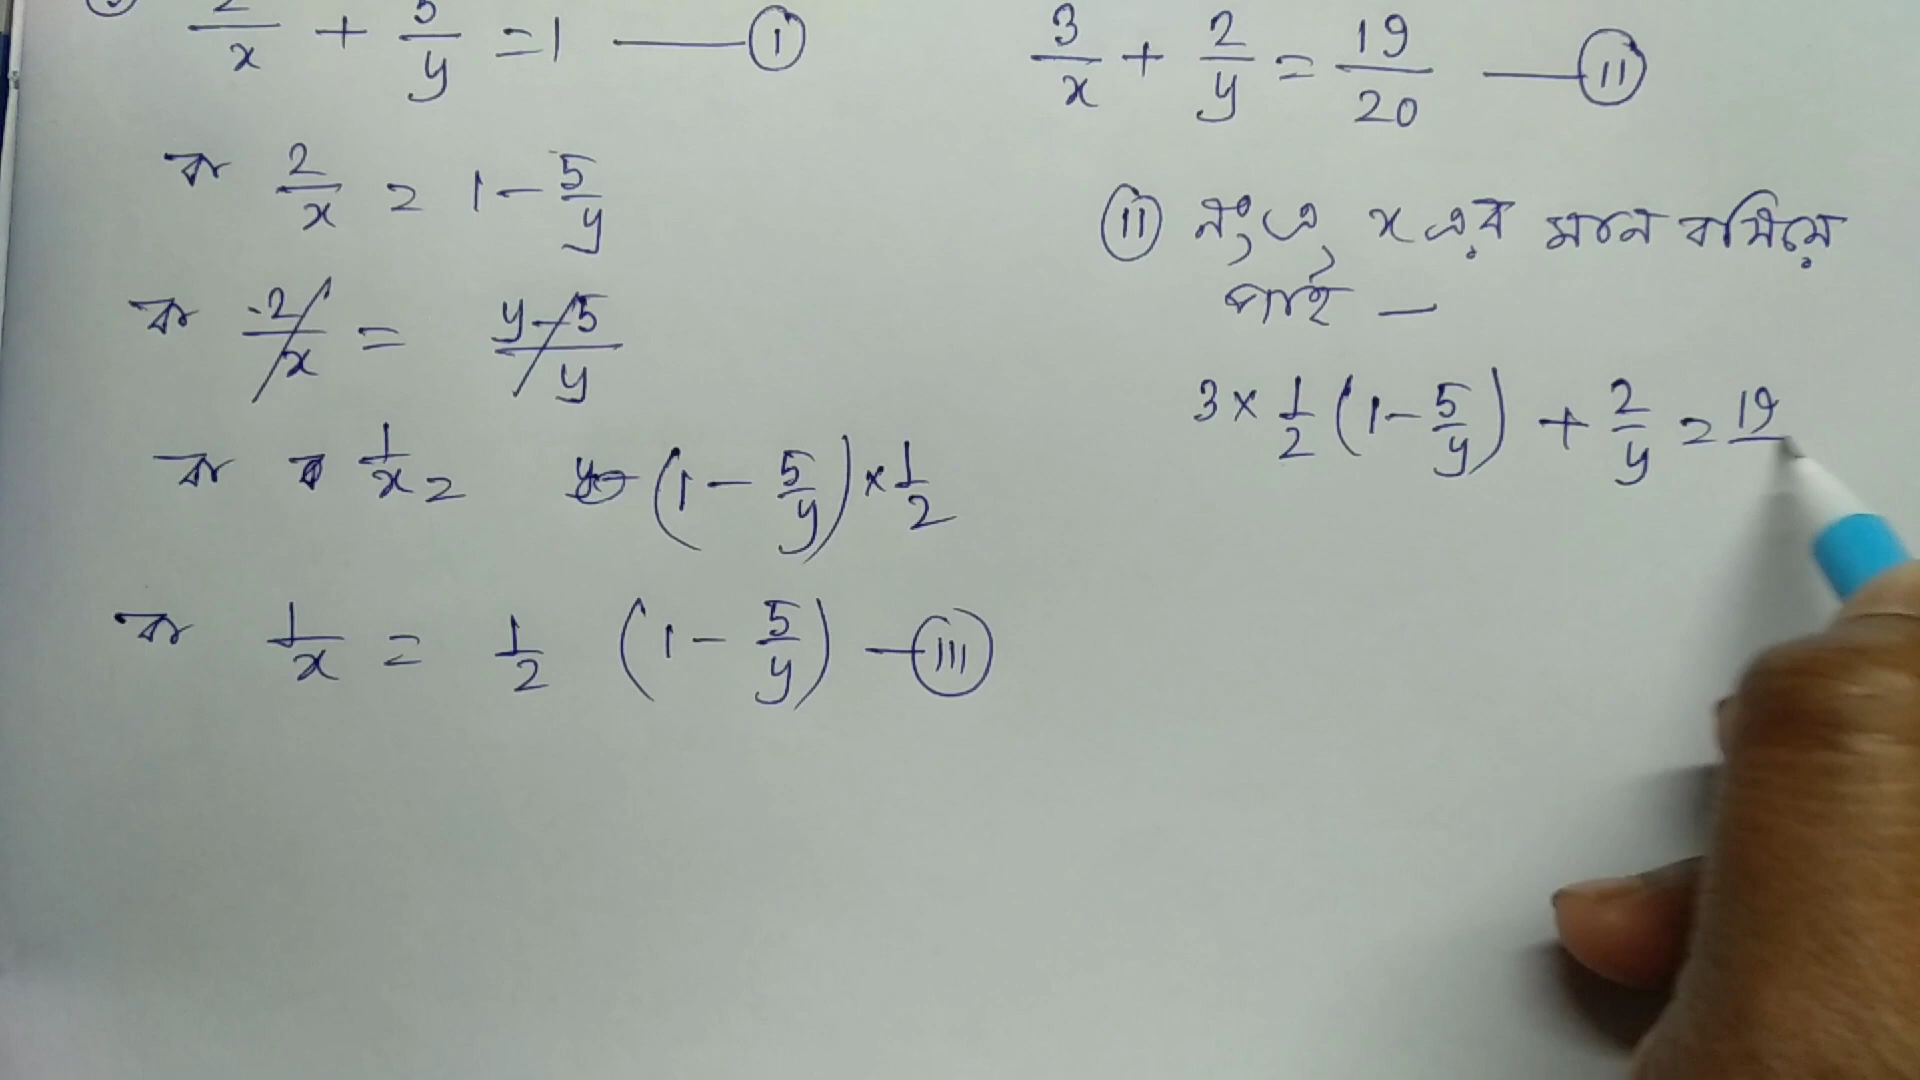 2/x + 5/y = 1 —— (I)
বা 2/x = 1 - 5/y
বা 2/x = y-5/y
বা 1/x = (1 - 5/y) × 1/2
বা 1/x = 1/2 (1 - 5/y) — (III)
3/x + 2/y = 19/20 —— (II)
(II) নং এ, x এর মান বসিয়ে
পাই —
3 × 1/2 (1 - 5/y) + 2/y = 19